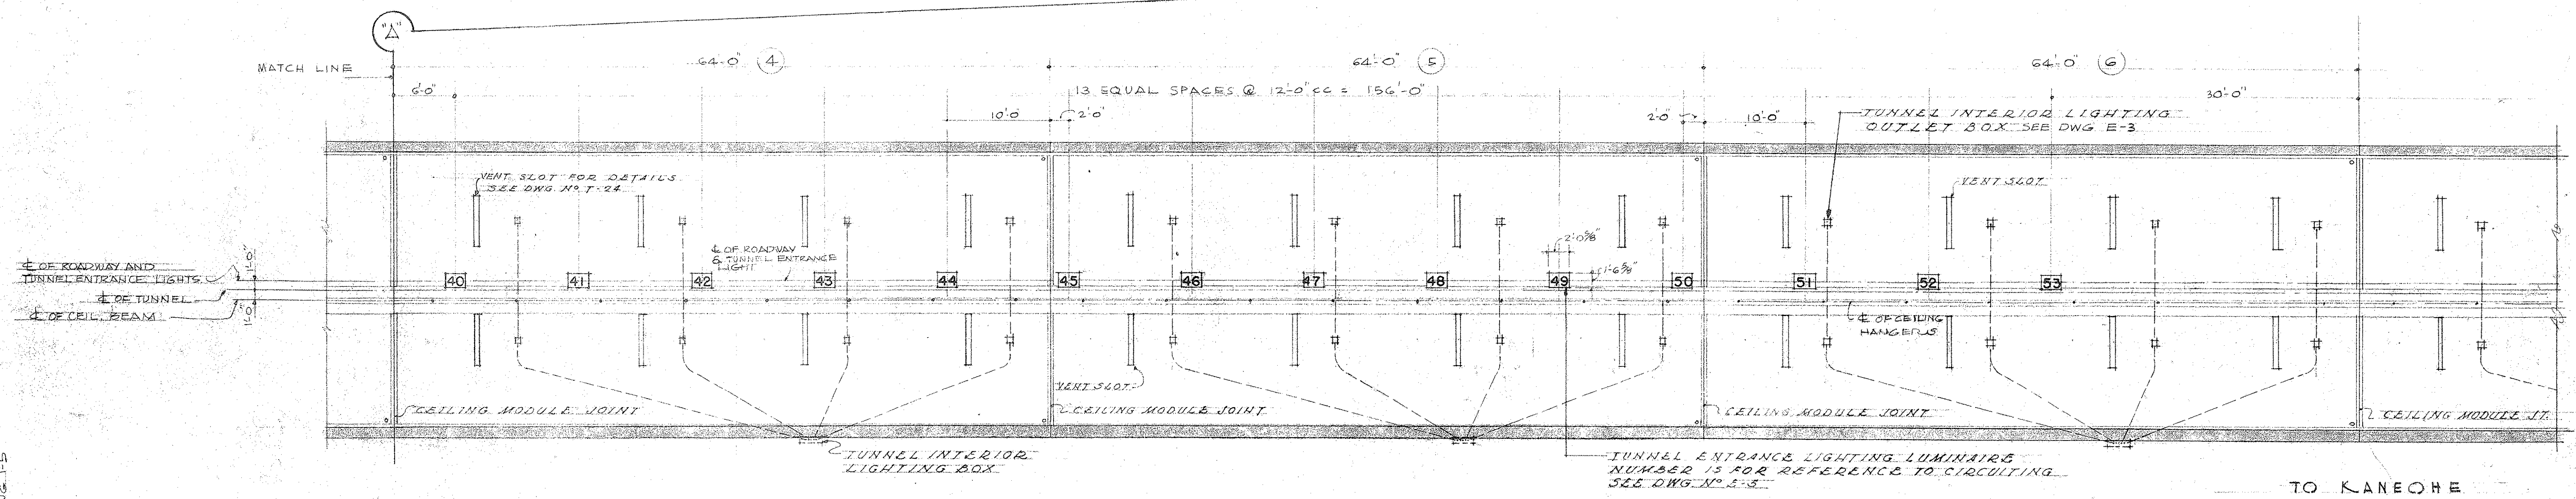 "A"
MATCH LINE
64'-0" 4
64'-0" 5
64'-0" 6
6'-0"
13 EQUAL SPACES @ 12'-0" CC = 156'-0"
30'-0"
10'-0" 2'-0"
2'-0 10'-0"
TUNNEL INTERIOR LIGHTING
OUTLET BOX SEE DWG E-3
VENT SLOT FOR DETAILS
SEE DWG. Nº T-24
VENT SLOT
℄ OF ROADWAY
& TUNNEL ENTRANCE
LIGHT
2'-0⅝"
1'-6⅝"
℄ OF ROADWAY AND
TUNNEL ENTRANCE LIGHTS
℄ OF TUNNEL
℄ OF CEIL. BEAM
1'-0"
1'-0"
40 41 42 43 44 45 46 47 48 49 50 51 52 53
℄ OF CEILING
HANGERS
VENT SLOT
CEILING MODULE JOINT
CEILING MODULE JOINT
CEILING MODULE JOINT
CEILING MODULE JT.
TUNNEL INTERIOR
LIGHTING BOX
TUNNEL ENTRANCE LIGHTING LUMINAIRE
NUMBER IS FOR REFERENCE TO CIRCUITING
SEE DWG Nº E-5
TO KANEOHE